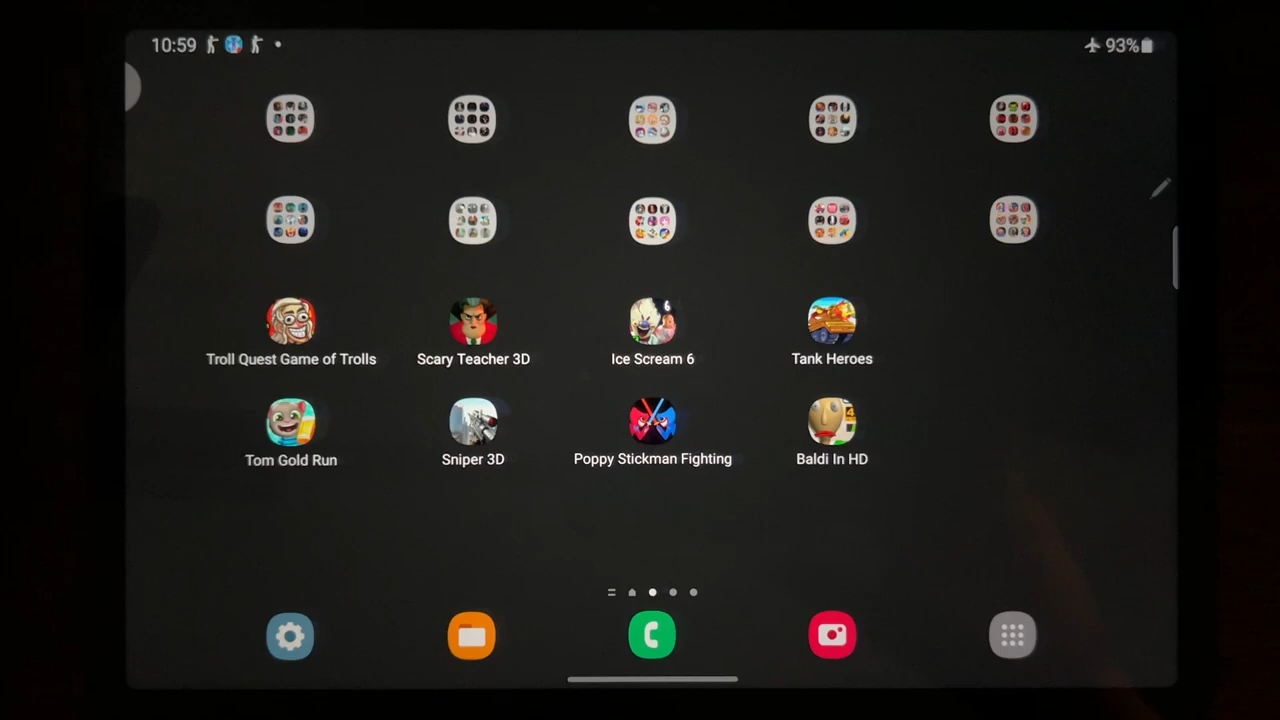 10:59 93%
Troll Quest Game of Trolls Scary Teacher 3D Ice Scream 6 Tank Heroes
Tom Gold Run Sniper 3D Poppy Stickman Fighting Baldi In HD